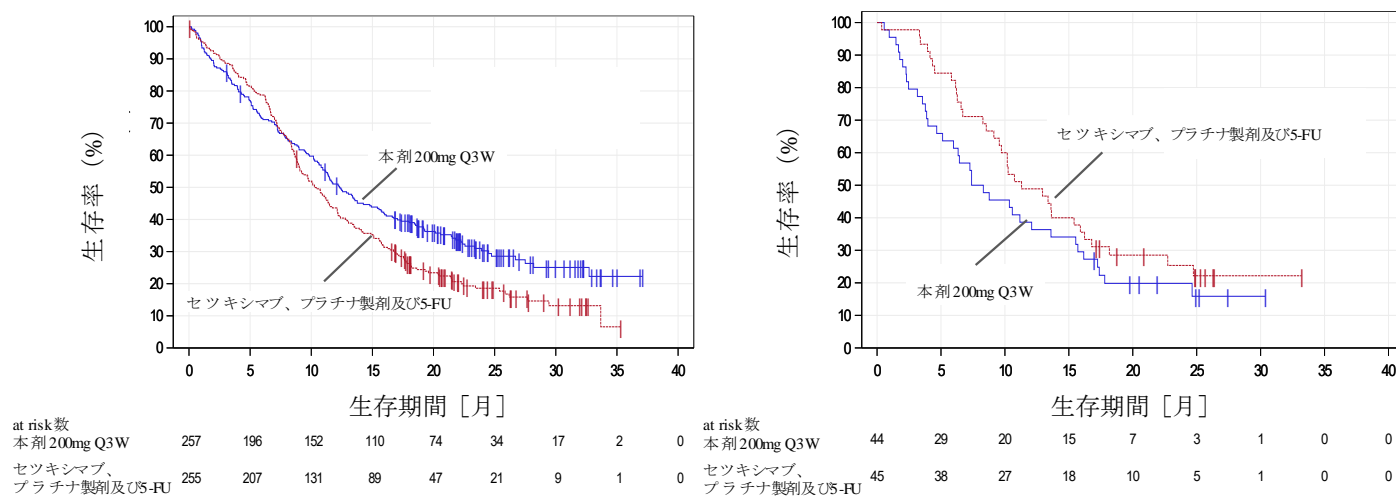 100
90
80
70
60
50
40
30
20
10
0
生存率 (%)
本剤200mg Q3W
セツキシマブ、プラチナ製剤及び5-FU
0 5 10 15 20 25 30 35 40
生存期間 [月]
at risk数
本剤200mg Q3W 257 196 152 110 74 34 17 2 0
セツキシマブ、
プラチナ製剤及び5-FU 255 207 131 89 47 21 9 1 0
100
90
80
70
60
50
40
30
20
10
0
生存率 (%)
セツキシマブ、プラチナ製剤及び5-FU
本剤200mg Q3W
0 5 10 15 20 25 30 35 40
生存期間 [月]
at risk数
本剤200mg Q3W 44 29 20 15 7 3 1 0 0
セツキシマブ、
プラチナ製剤及び5-FU 45 38 27 18 10 5 1 0 0